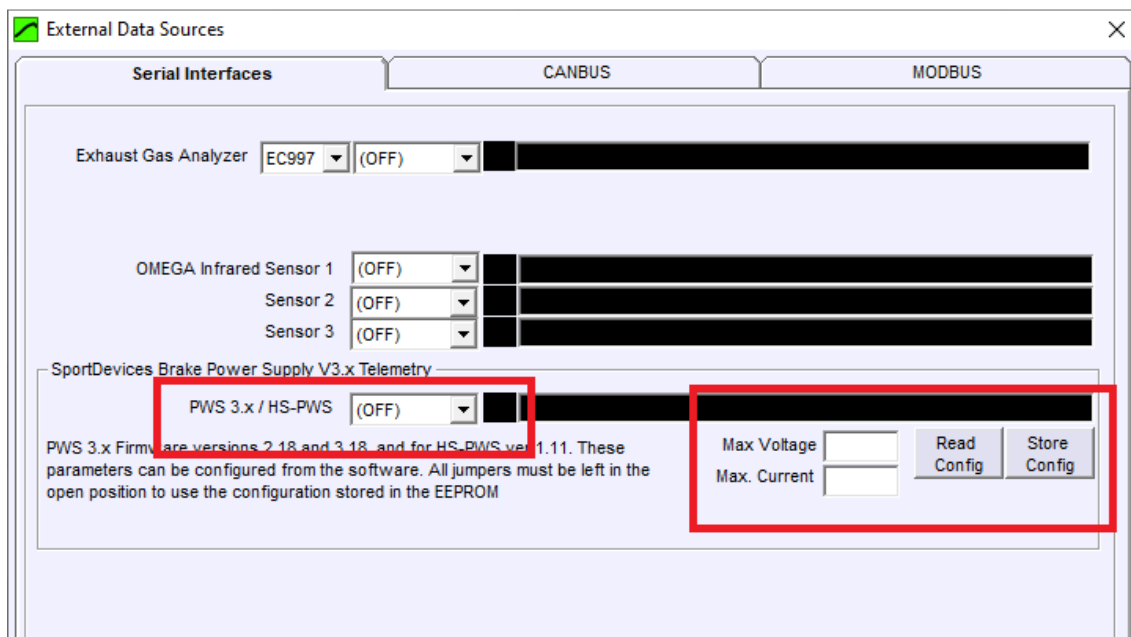 External Data Sources
Serial Interfaces CANBUS MODBUS
Exhaust Gas Analyzer EC997 (OFF)
OMEGA Infrared Sensor 1 (OFF)
Sensor 2 (OFF)
Sensor 3 (OFF)
SportDevices Brake Power Supply V3.x Telemetry
PWS 3.x / HS-PWS (OFF)
PWS 3.x Firmware versions 2.18 and 3.18, and for HS-PWS ver 1.11. These
parameters can be configured from the software. All jumpers must be left in the
open position to use the configuration stored in the EEPROM
Max Voltage
Max. Current
Read
Config
Store
Config